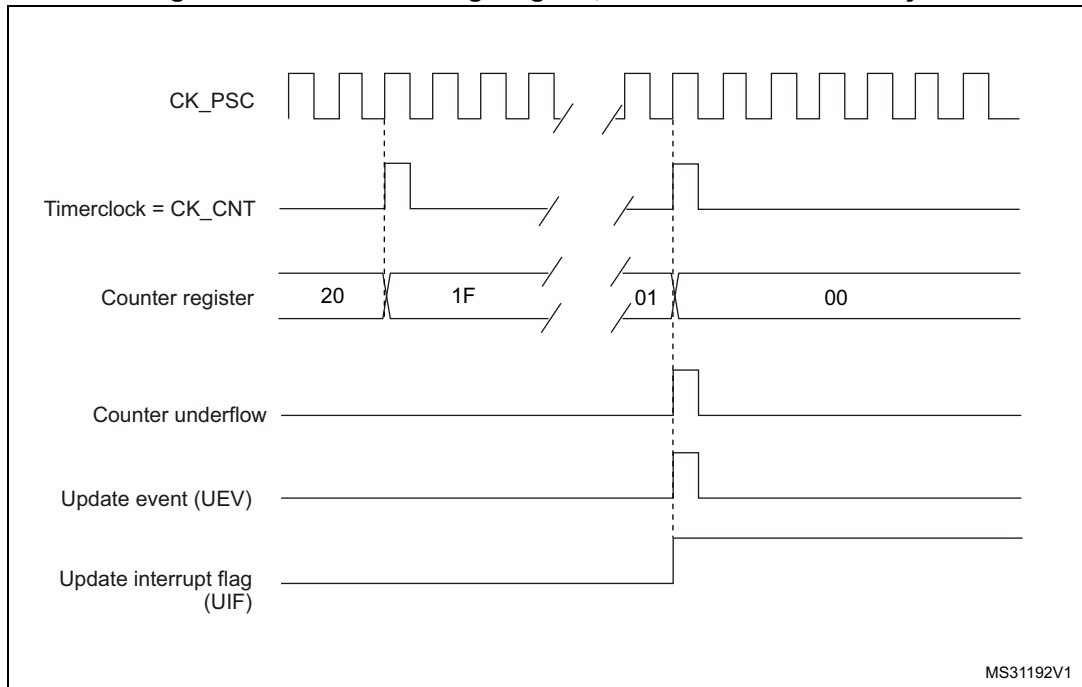 CK_PSC
Timerclock = CK_CNT
Counter register
20
1F
01
00
Counter underflow
Update event (UEV)
Update interrupt flag
(UIF)
MS31192V1